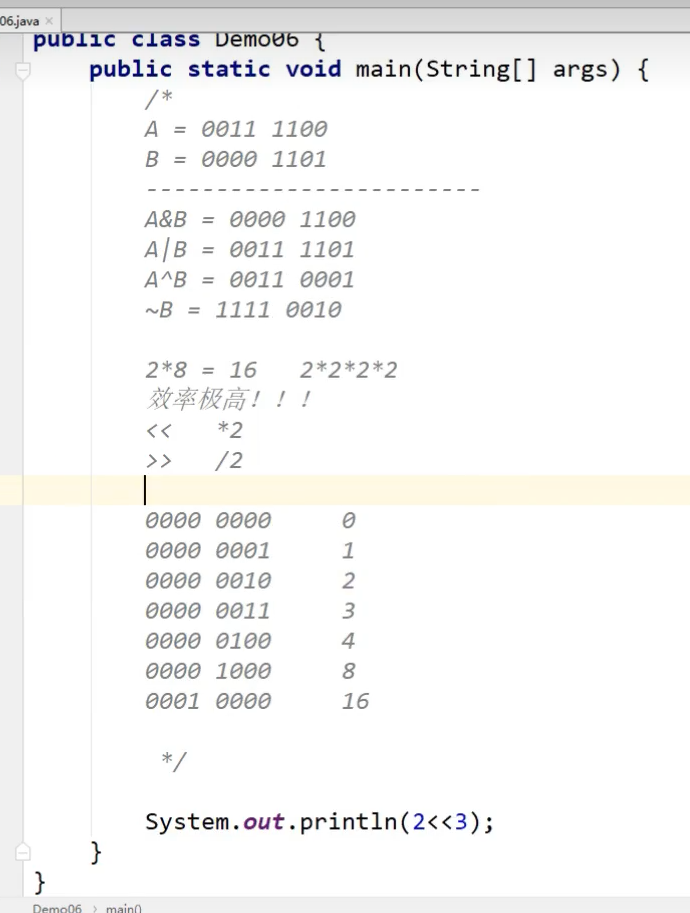 06.java ×
public class Demo06 {
public static void main(String[] args) {
/*
A = 0011 1100
B = 0000 1101
------------------------
A&B = 0000 1100
A|B = 0011 1101
A^B = 0011 0001
~B = 1111 0010
2*8 = 16   2*2*2*2
效率极高！！！
<<   *2
>>   /2
0000 0000     0
0000 0001     1
0000 0010     2
0000 0011     3
0000 0100     4
0000 1000     8
0001 0000     16
*/
System.out.println(2<<3);
}
}
Demo06 > main()